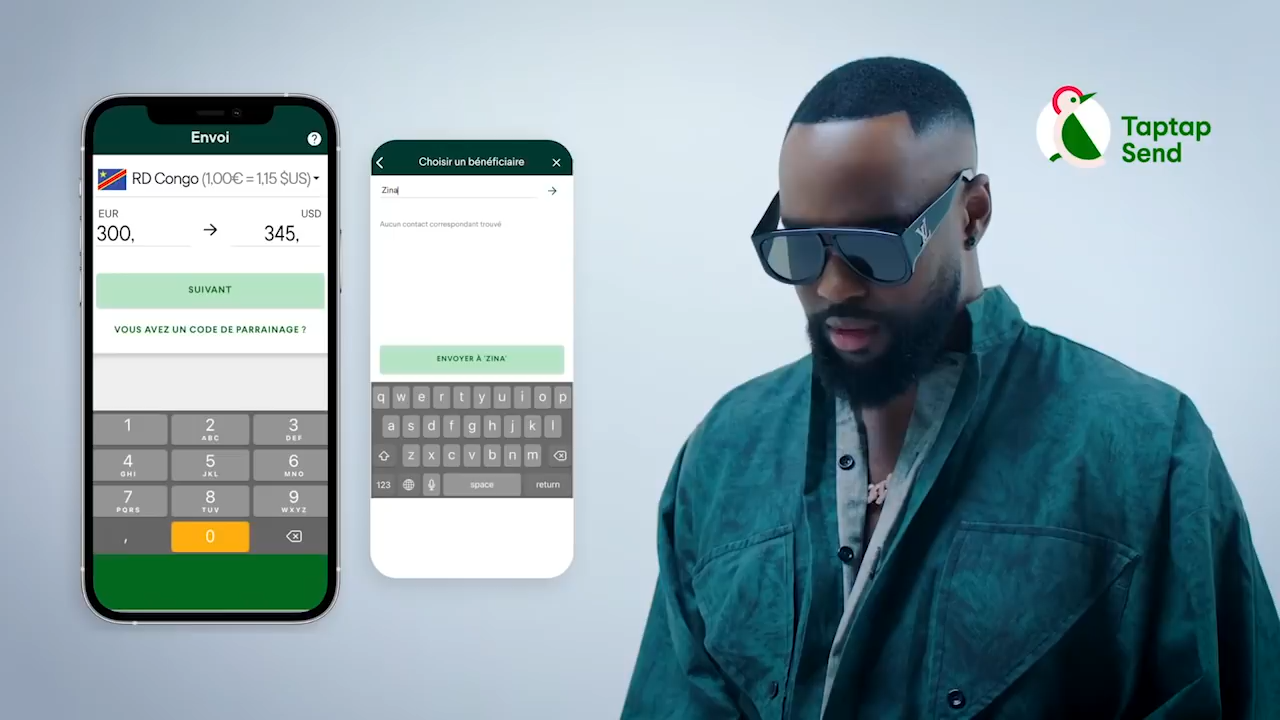 Envoi
?
RD Congo (1,00€ = 1,15 $US)
EUR
USD
300,
345,
SUIVANT
VOUS AVEZ UN CODE DE PARRAINAGE ?
1
2
ABC
3
DEF
4
GHI
5
JKL
6
MNO
7
PQRS
8
TUV
9
WXYZ
,
0
Choisir un bénéficiaire
Zina
Aucun contact correspondant trouvé
ENVOYER À 'ZINA'
q w e r t y u i o p
a s d f g h j k l
z x c v b n m
123
space
return
LV
Taptap
Send